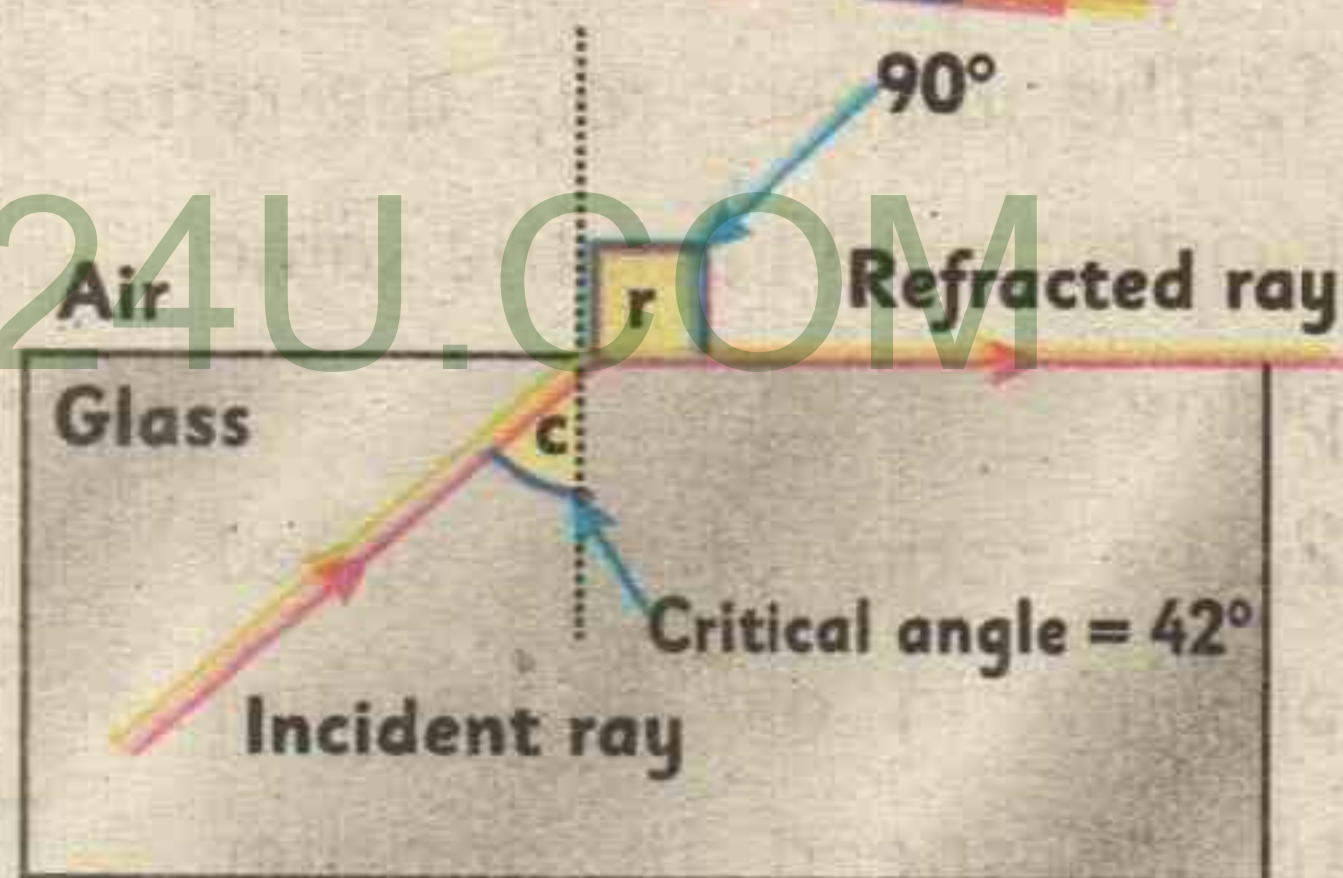 90°
24U.COM
Air
r
Refracted ray
Glass
c
Critical angle = 42°
Incident ray